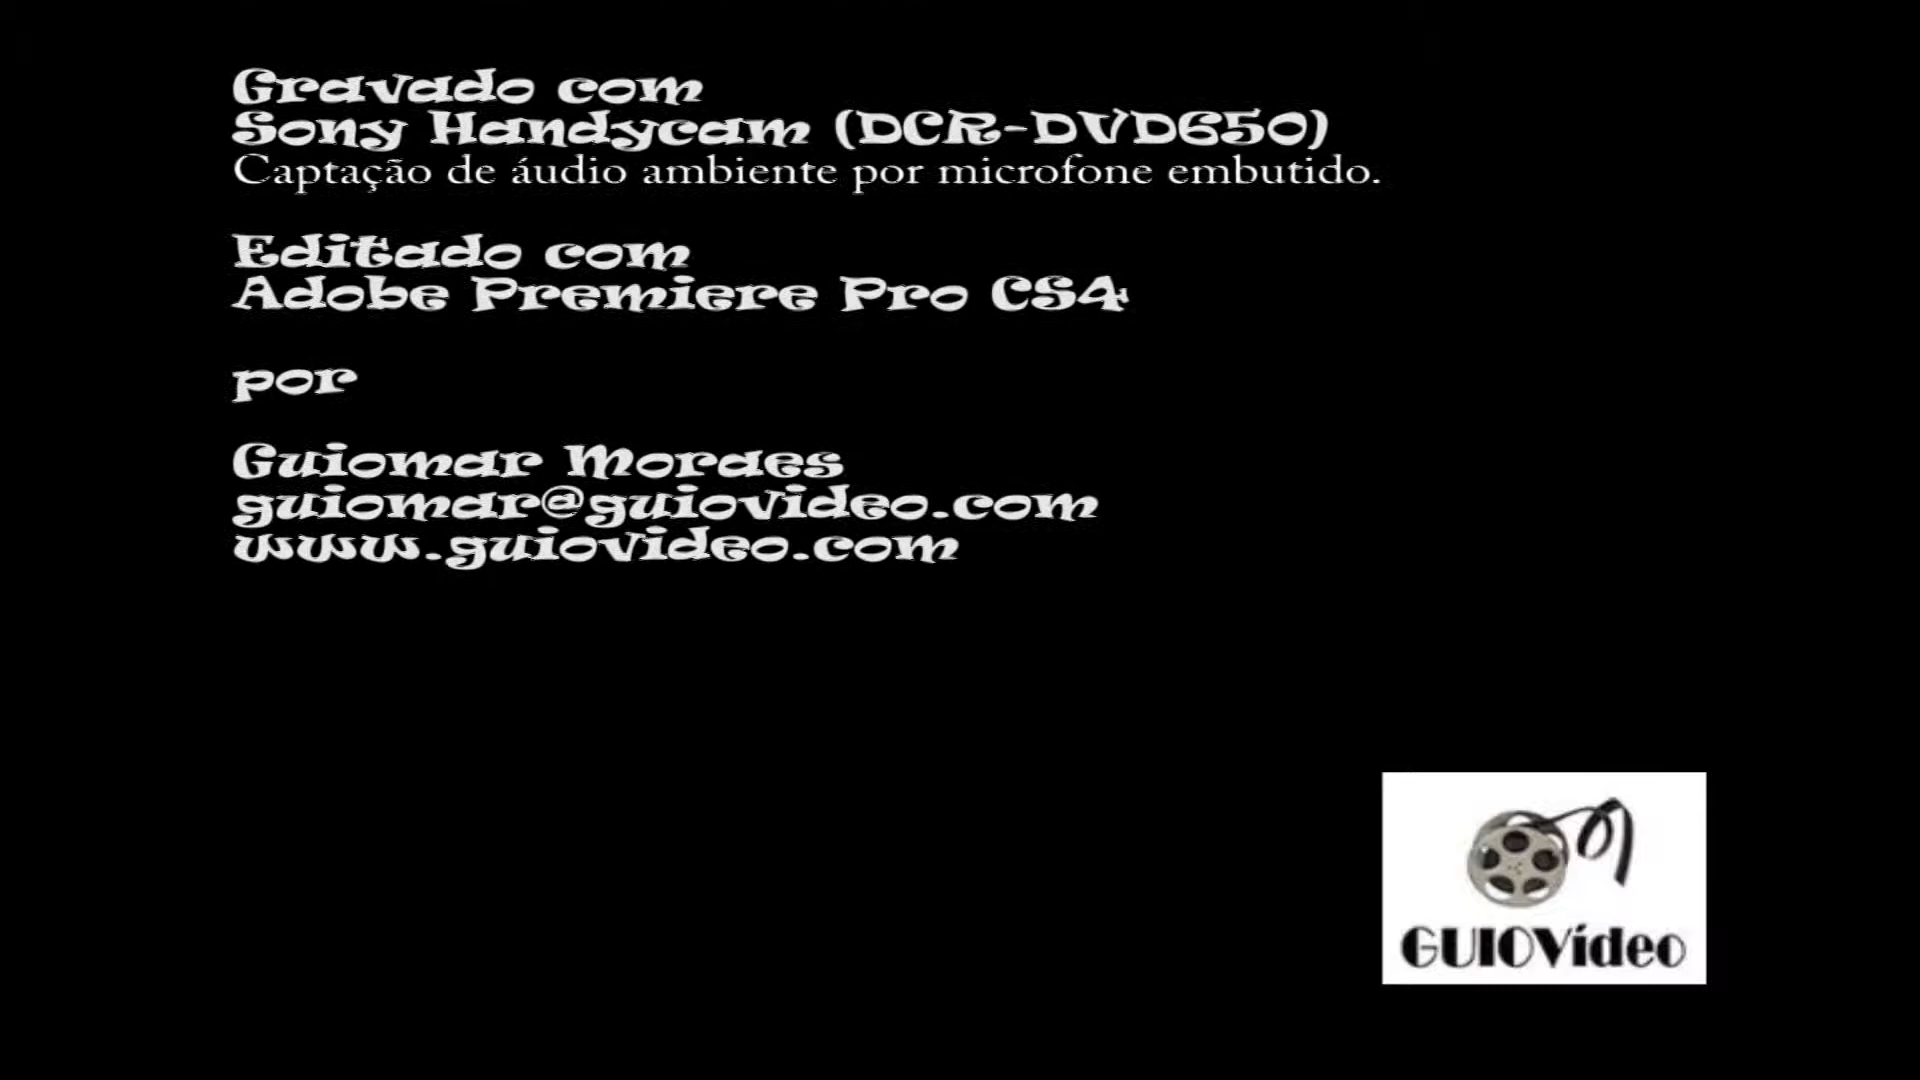 Gravado com
Sony Handycam (DCR-DVD650)
Captação de áudio ambiente por microfone embutido.
Editado com
Adobe Premiere Pro CS4
por
Guiomar Moraes
guiomar@guiovideo.com
www.guiovideo.com
GUIOVídeo